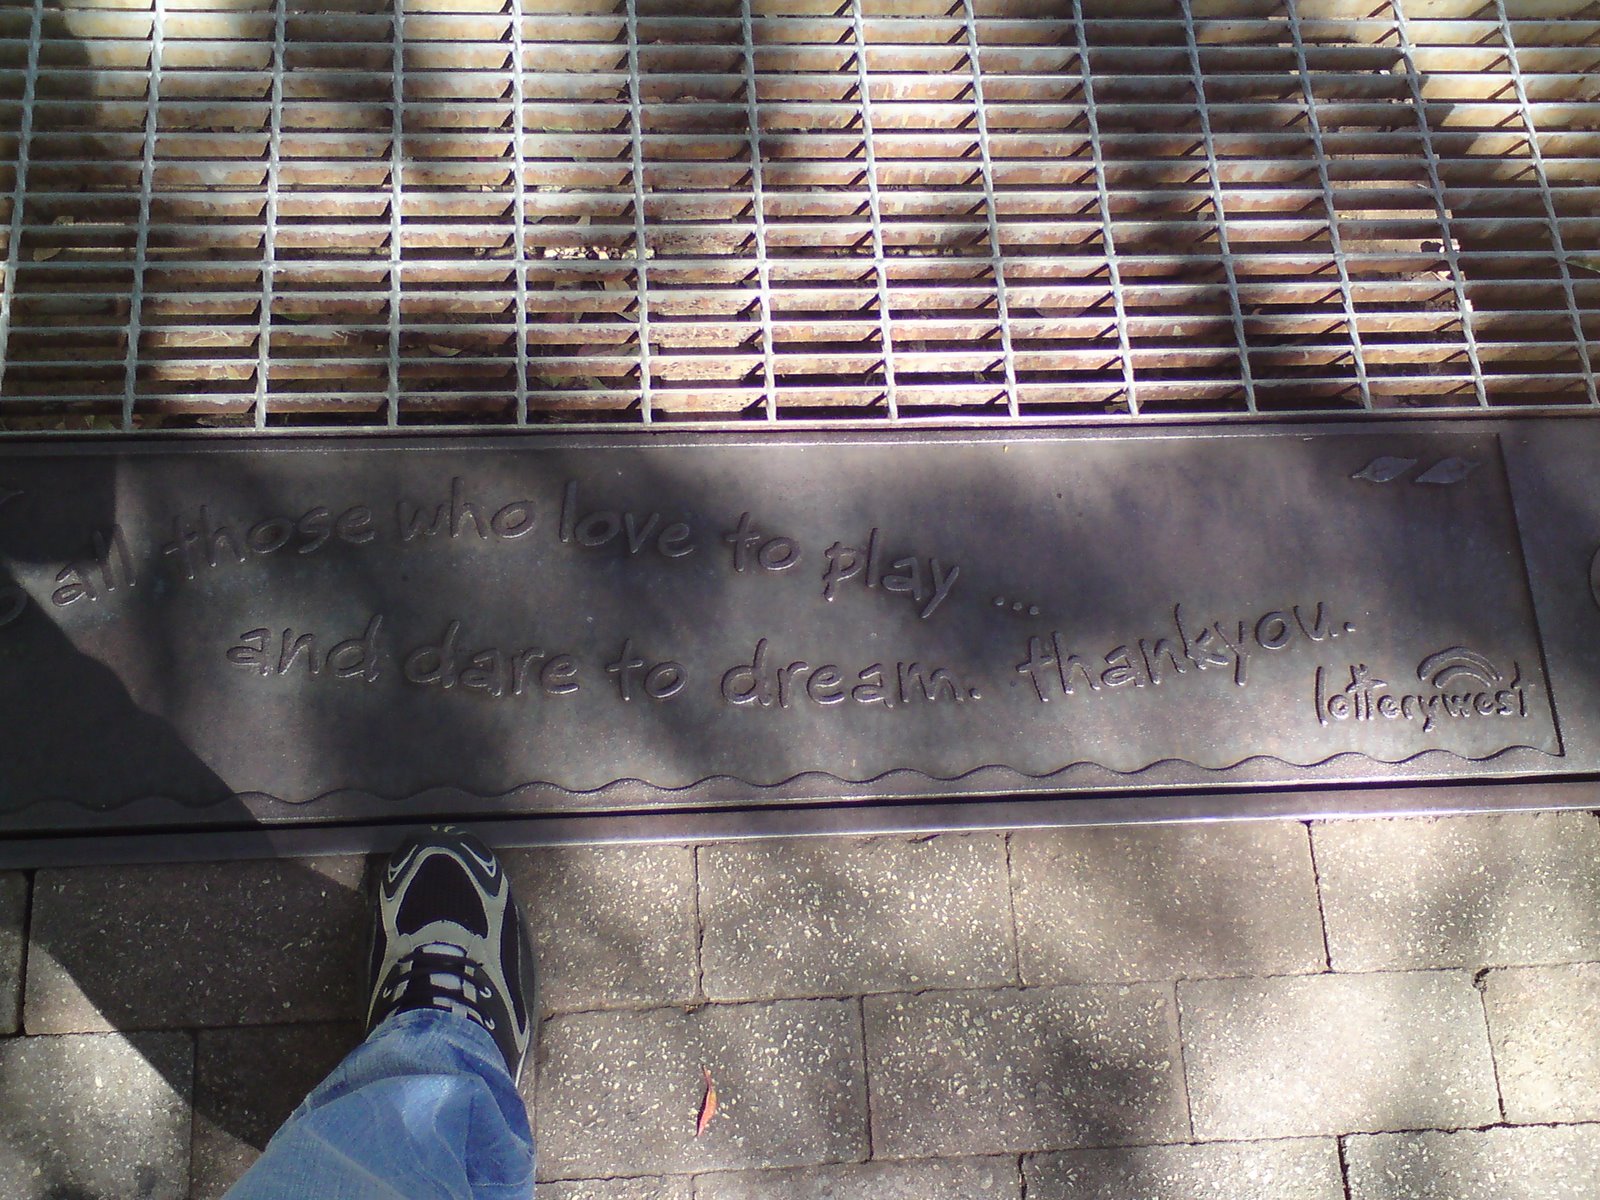 all those who love to play ...
and dare to dream. thankyou.
lotterywest